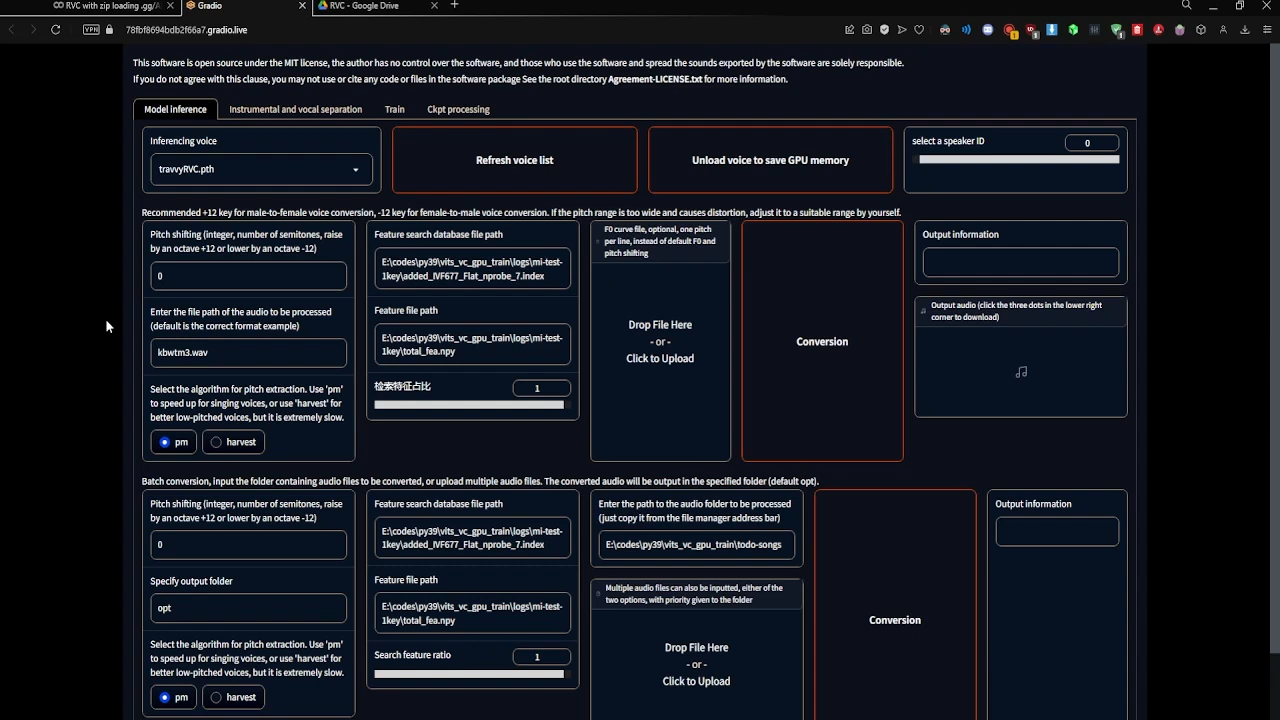 RVC with zip loading .gg/A
Gradio
RVC - Google Drive
VPN
78fbf8694bdb2f66a7.gradio.live
This software is open source under the MIT license, the author has no control over the software, and those who use the software and spread the sounds exported by the software are solely responsible.
If you do not agree with this clause, you may not use or cite any code or files in the software package See the root directory Agreement-LICENSE.txt for more information.
Model inference
Instrumental and vocal separation
Train
Ckpt processing
Inferencing voice
travvyRVC.pth
Refresh voice list
Unload voice to save GPU memory
select a speaker ID
0
Recommended +12 key for male-to-female voice conversion, -12 key for female-to-male voice conversion. If the pitch range is too wide and causes distortion, adjust it to a suitable range by yourself.
Pitch shifting (integer, number of semitones, raise
by an octave +12 or lower by an octave -12)
0
Enter the file path of the audio to be processed
(default is the correct format example)
kbwtm3.wav
Select the algorithm for pitch extraction. Use 'pm'
to speed up for singing voices, or use 'harvest' for
better low-pitched voices, but it is extremely slow.
pm
harvest
Feature search database file path
E:\codes\py39\vits_vc_gpu_train\logs\mi-test-
1key\added_IVF677_Flat_nprobe_7.index
Feature file path
E:\codes\py39\vits_vc_gpu_train\logs\mi-test-
1key\total_fea.npy
检索特征占比
1
F0 curve file, optional, one pitch
per line, instead of default F0 and
pitch shifting
Drop File Here
- or -
Click to Upload
Conversion
Output information
Output audio (click the three dots in the lower right
corner to download)
Batch conversion, input the folder containing audio files to be converted, or upload multiple audio files. The converted audio will be output in the specified folder (default opt).
Pitch shifting (integer, number of semitones, raise
by an octave +12 or lower by an octave -12)
0
Specify output folder
opt
Select the algorithm for pitch extraction. Use 'pm'
to speed up for singing voices, or use 'harvest' for
better low-pitched voices, but it is extremely slow.
pm
harvest
Feature search database file path
E:\codes\py39\vits_vc_gpu_train\logs\mi-test-
1key\added_IVF677_Flat_nprobe_7.index
Feature file path
E:\codes\py39\vits_vc_gpu_train\logs\mi-test-
1key\total_fea.npy
Search feature ratio
1
Enter the path to the audio folder to be processed
(just copy it from the file manager address bar)
E:\codes\py39\vits_vc_gpu_train\todo-songs
Multiple audio files can also be inputted, either of the
two options, with priority given to the folder
Drop File Here
- or -
Click to Upload
Conversion
Output information